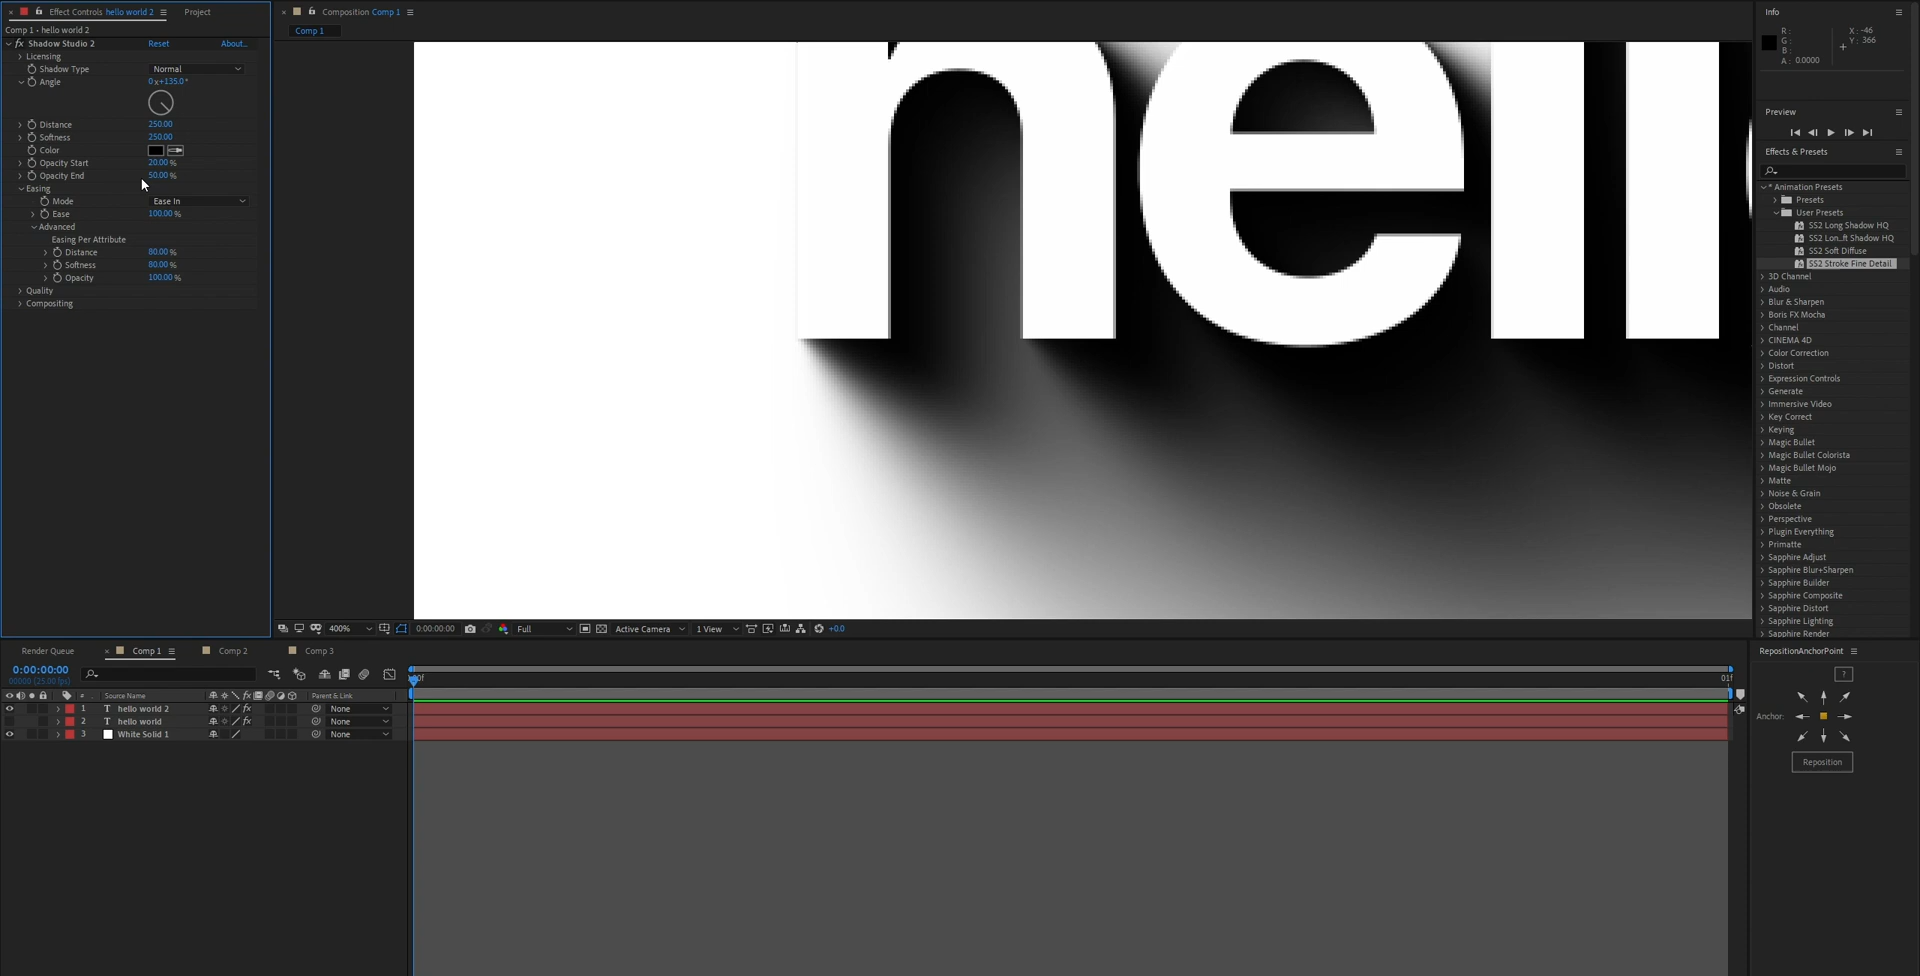 Effect Controls hello world 2
Project
Comp 1 • hello world 2
fx Shadow Studio 2 Reset About...
Licensing
Shadow Type Normal
Angle 0x+135.0°
Distance 250.00
Softness 250.00
Color
Opacity Start 20.00 %
Opacity End 50.00 %
Easing
Mode Ease In
Ease 100.00 %
Advanced
Easing Per Attribute
Distance 80.00 %
Softness 80.00 %
Opacity 100.00 %
Quality
Compositing
Composition Comp 1
Comp 1
hell
400% 0:00:00:00 Full Active Camera 1 View +0.0
Info
R :
G :
B :
A : 0.0000
X : -46
Y : 366
Preview
Effects & Presets
* Animation Presets
Presets
User Presets
SS2 Long Shadow HQ
SS2 Lon...ft Shadow HQ
SS2 Soft Diffuse
SS2 Stroke Fine Detail
3D Channel
Audio
Blur & Sharpen
Boris FX Mocha
Channel
CINEMA 4D
Color Correction
Distort
Expression Controls
Generate
Immersive Video
Key Correct
Keying
Magic Bullet
Magic Bullet Colorista
Magic Bullet Mojo
Matte
Noise & Grain
Obsolete
Perspective
Plugin Everything
Primatte
Sapphire Adjust
Sapphire Blur+Sharpen
Sapphire Builder
Sapphire Composite
Sapphire Distort
Sapphire Lighting
Sapphire Render
Render Queue Comp 1 Comp 2 Comp 3
0:00:00:00
00000 (25.00 fps)
# Source Name fx Parent & Link
1 T hello world 2 fx None
2 T hello world fx None
3 White Solid 1 None
01f
RepositionAnchorPoint
?
Anchor:
Reposition